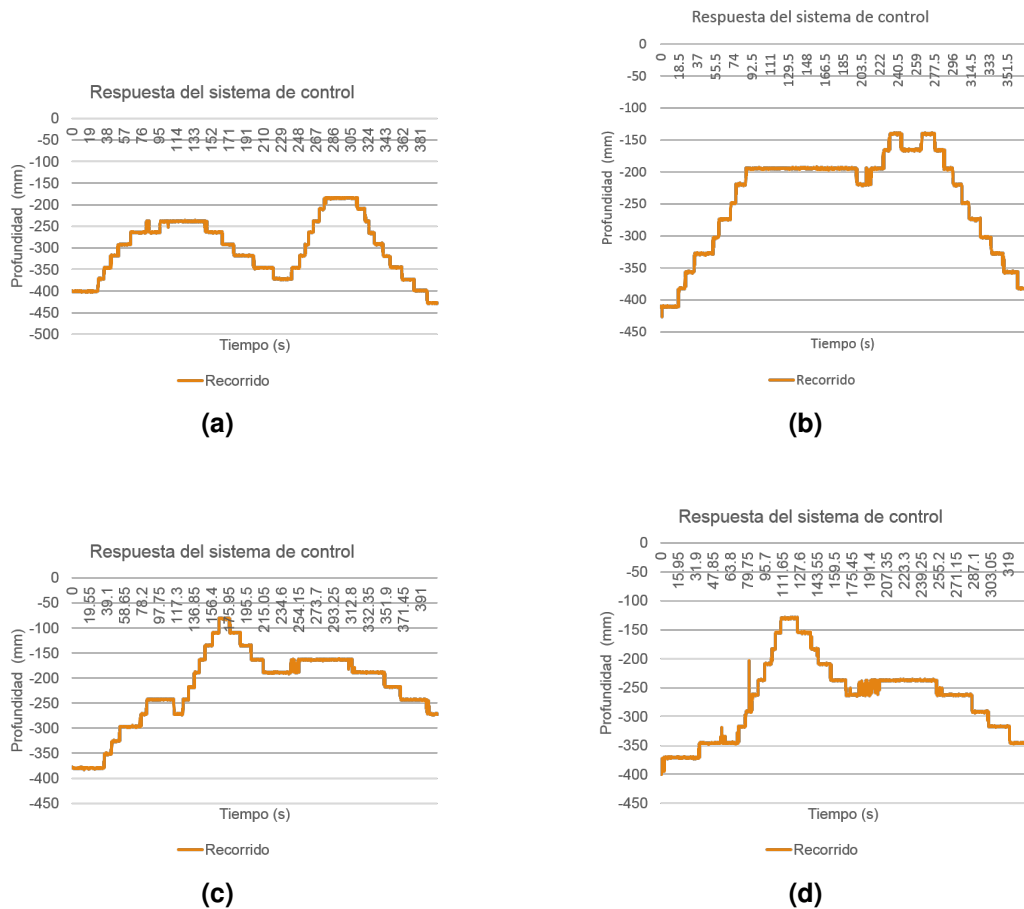 Respuesta del sistema de control
0
-50
-100
-150
-200
-250
-300
-350
-400
-450
-500
0 19 38 57 76 95 114 133 152 171 191 210 229 248 267 286 305 324 343 362 381
Profundidad (mm)
Tiempo (s)
Recorrido
(a)
Respuesta del sistema de control
0
-50
-100
-150
-200
-250
-300
-350
-400
-450
0 18.5 37 55.5 74 92.5 111 129.5 148 166.5 185 203.5 222 240.5 259 277.5 296 314.5 333 351.5
Profundidad (mm)
Tiempo (s)
Recorrido
(b)
Respuesta del sistema de control
0
-50
-100
-150
-200
-250
-300
-350
-400
-450
0 19.55 39.1 58.65 78.2 97.75 117.3 136.85 156.4 175.95 195.5 215.05 234.6 254.15 273.7 293.25 312.8 332.35 351.9 371.45 391
Profundidad (mm)
Tiempo (s)
Recorrido
(c)
Respuesta del sistema de control
0
-50
-100
-150
-200
-250
-300
-350
-400
-450
0 15.95 31.9 47.85 63.8 79.75 95.7 111.65 127.6 143.55 159.5 175.45 191.4 207.35 223.3 239.25 255.2 271.15 287.1 303.05 319
Profundidad (mm)
Tiempo (s)
Recorrido
(d)